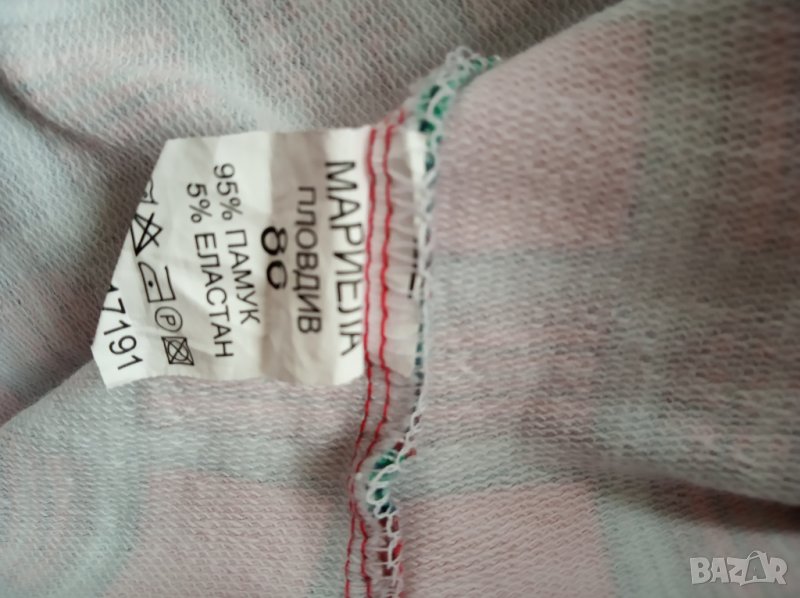 МАРИЕЛА
ПЛОВДИВ
86
95% ПАМУК
5% ЕЛАСТАН
P
17191
BAZAR